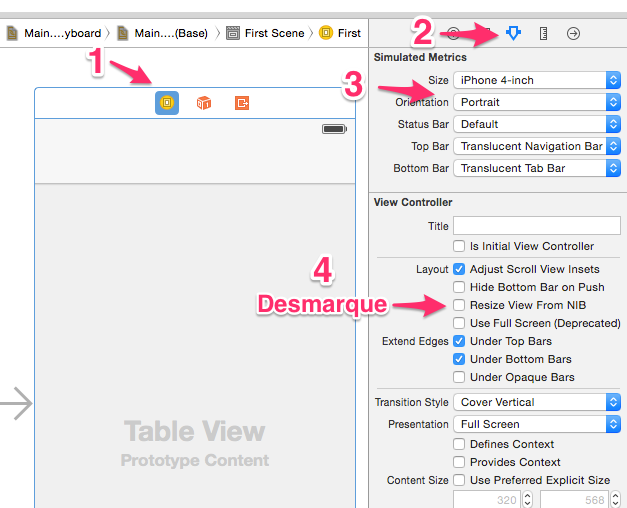 Main....yboard
Main....(Base)
First Scene
First
1
2
3
Simulated Metrics
Size iPhone 4-inch
Orientation Portrait
Status Bar Default
Top Bar Translucent Navigation Bar
Bottom Bar Translucent Tab Bar
View Controller
Title
Is Initial View Controller
Layout Adjust Scroll View Insets
Hide Bottom Bar on Push
4
Desmarque
Resize View From NIB
Use Full Screen (Deprecated)
Extend Edges Under Top Bars
Under Bottom Bars
Under Opaque Bars
Transition Style Cover Vertical
Presentation Full Screen
Defines Context
Provides Context
Content Size Use Preferred Explicit Size
320 568
Table View
Prototype Content